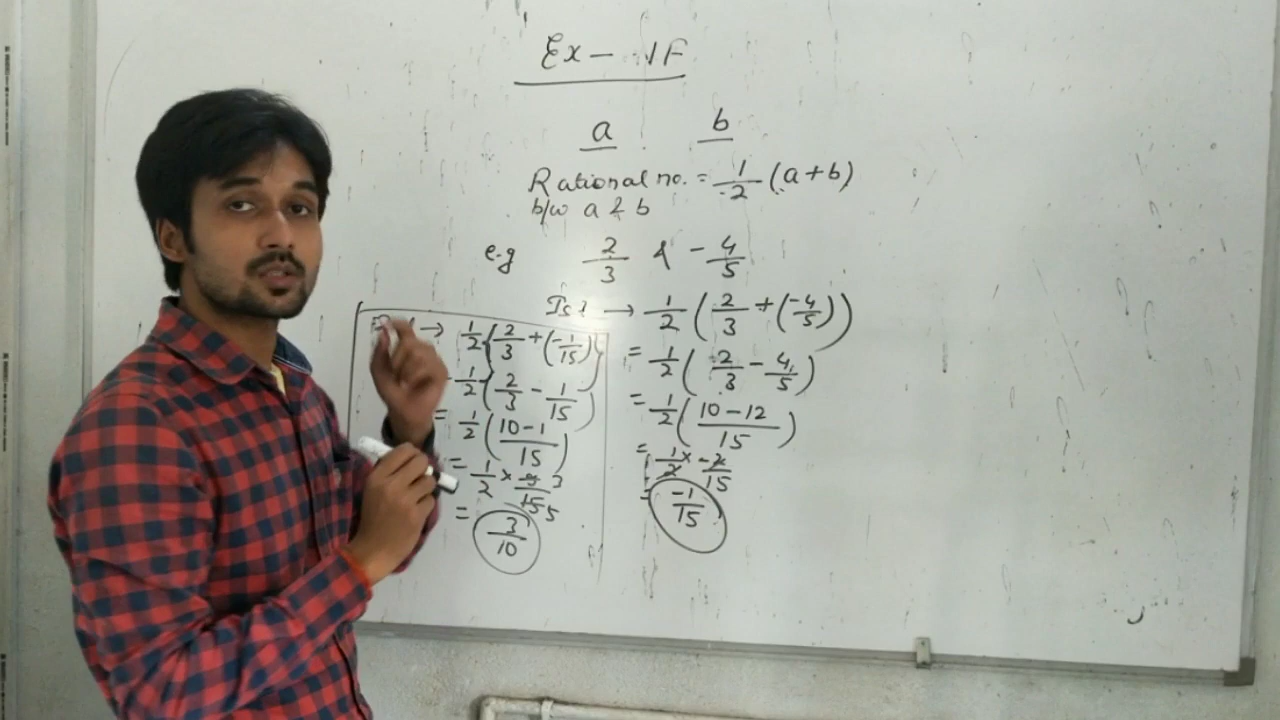 Ex - 1F
a b
Rational no. = 1/2 (a+b)
b/w a & b
e.g 2/3 & -4/5
Ist → 1/2 (2/3 + (-4/5))
= 1/2 (2/3 - 4/5)
= 1/2 (10-12/15)
= 1/2 × -2/15
= -1/15
→ 1/2 {2/3 + (-1/15)}
1/2 {2/3 - 1/15}
= 1/2 (10-1/15)
= 1/2 × 9/15 3 5
= 3/10